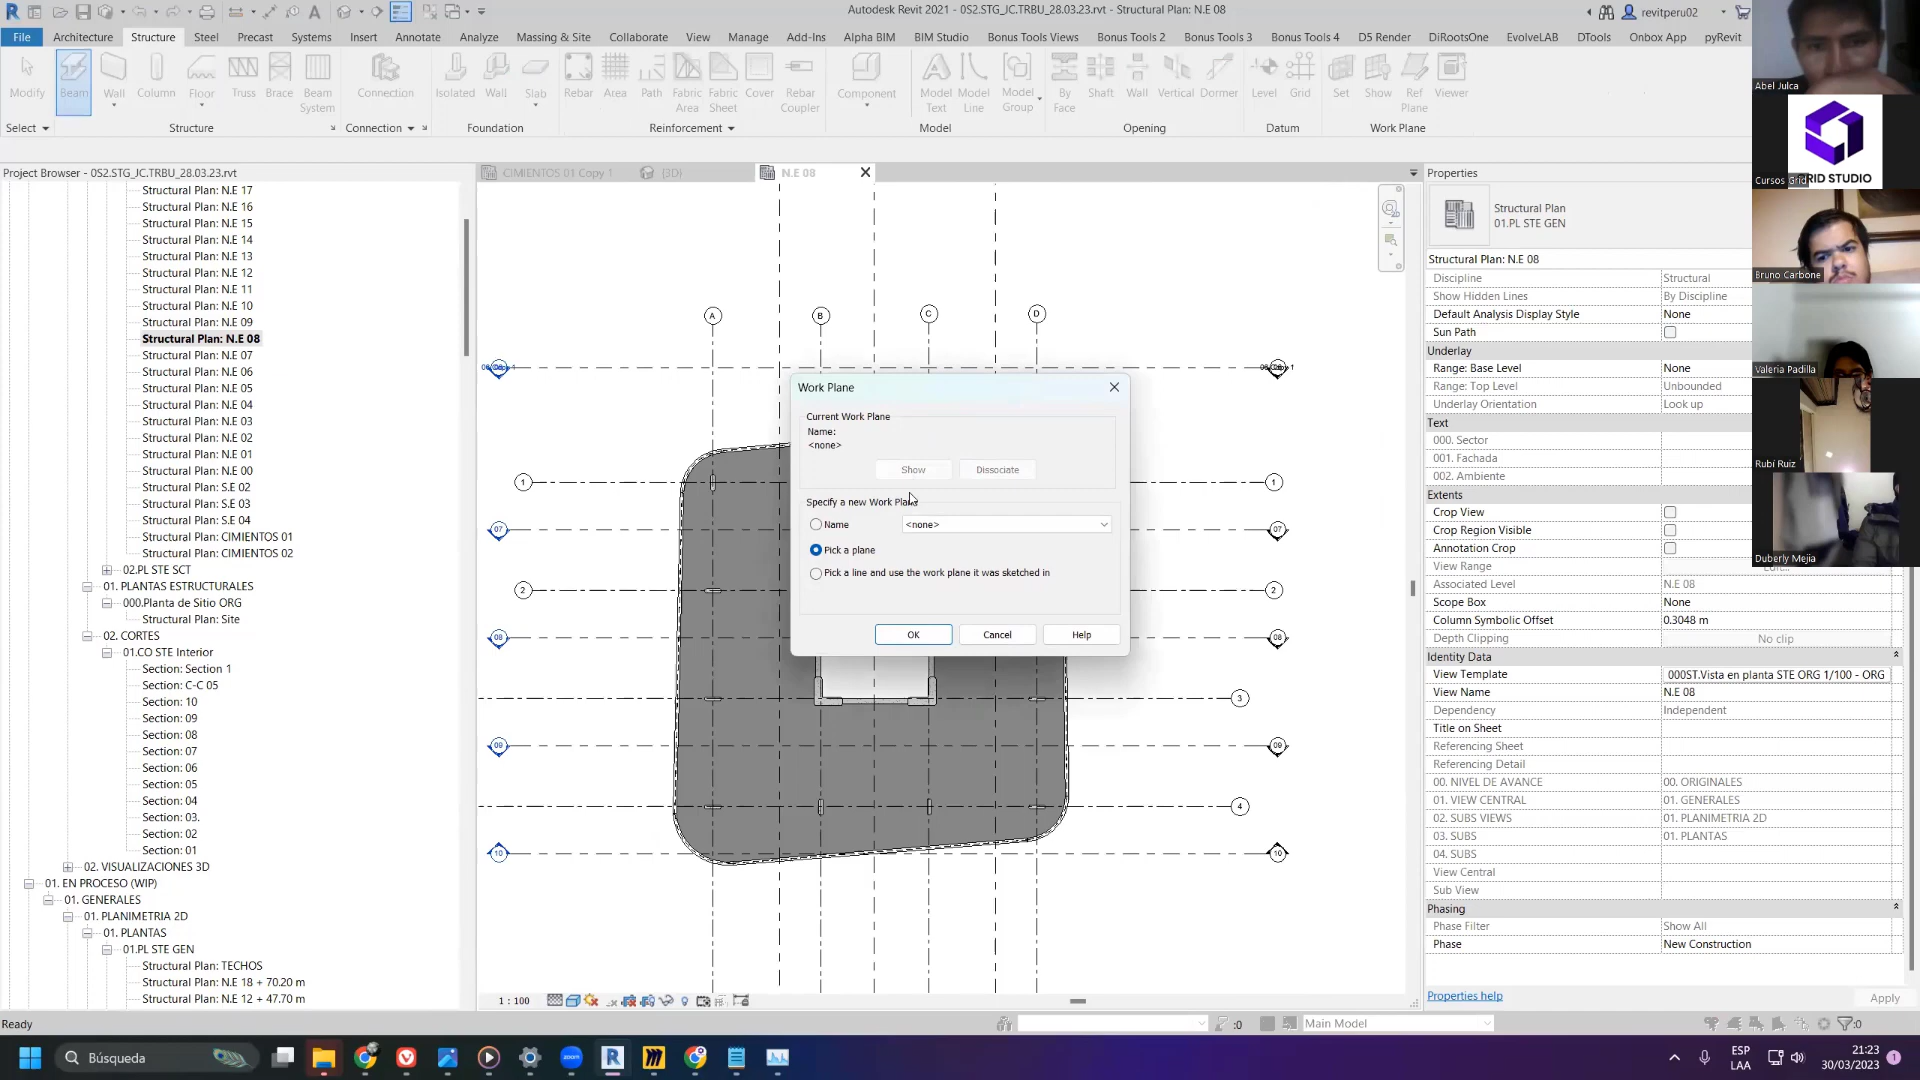 Autodesk Revit 2021 - 0S2.STG_JC.TRBU_28.03.23.rvt - Structural Plan: N.E 08
revitperu02
File Architecture Structure Steel Precast Systems Insert Annotate Analyze Massing & Site Collaborate View Manage Add-Ins Alpha BIM BIM Studio Bonus Tools Views Bonus Tools 2 Bonus Tools 3 Bonus Tools 4 D5 Render DiRootsOne EvolveLAB DTools Onbox App pyRevit
Modify Beam Wall Column Floor Truss Brace Beam System Connection Isolated Wall Slab Rebar Area Path Fabric Area Fabric Sheet Cover Rebar Coupler Component Model Text Model Line Model Group By Face Shaft Wall Vertical Dormer Level Grid Set Show Ref Plane Viewer
Select Structure Connection Foundation Reinforcement Model Opening Datum Work Plane
Project Browser - 0S2.STG_JC.TRBU_28.03.23.rvt
Structural Plan: N.E 17
Structural Plan: N.E 16
Structural Plan: N.E 15
Structural Plan: N.E 14
Structural Plan: N.E 13
Structural Plan: N.E 12
Structural Plan: N.E 11
Structural Plan: N.E 10
Structural Plan: N.E 09
Structural Plan: N.E 08
Structural Plan: N.E 07
Structural Plan: N.E 06
Structural Plan: N.E 05
Structural Plan: N.E 04
Structural Plan: N.E 03
Structural Plan: N.E 02
Structural Plan: N.E 01
Structural Plan: N.E 00
Structural Plan: S.E 02
Structural Plan: S.E 03
Structural Plan: S.E 04
Structural Plan: CIMIENTOS 01
Structural Plan: CIMIENTOS 02
02.PL STE SCT
01. PLANTAS ESTRUCTURALES
000.Planta de Sitio ORG
Structural Plan: Site
02. CORTES
01.CO STE Interior
Section: Section 1
Section: C-C 05
Section: 10
Section: 09
Section: 08
Section: 07
Section: 06
Section: 05
Section: 04
Section: 03.
Section: 02
Section: 01
02. VISUALIZACIONES 3D
01. EN PROCESO (WIP)
01. GENERALES
01. PLANIMETRIA 2D
01. PLANTAS
01.PL STE GEN
Structural Plan: TECHOS
Structural Plan: N.E 18 + 70.20 m
Structural Plan: N.E 12 + 47.70 m
CIMIENTOS 01 Copy 1
{3D}
N.E 08
A B C D
1 1
07 07
2 2
08 08
3
09 09
4
10 10
Work Plane
Current Work Plane
Name:
<none>
Show Dissociate
Specify a new Work Plane
Name <none>
Pick a plane
Pick a line and use the work plane it was sketched in
OK Cancel Help
1 : 100
Properties
Structural Plan
01.PL STE GEN
Structural Plan: N.E 08
Discipline Structural
Show Hidden Lines By Discipline
Default Analysis Display Style None
Sun Path
Underlay
Range: Base Level None
Range: Top Level Unbounded
Underlay Orientation Look up
Text
000. Sector
001. Fachada
002. Ambiente
Extents
Crop View
Crop Region Visible
Annotation Crop
View Range
Associated Level N.E 08
Scope Box None
Column Symbolic Offset 0.3048 m
Depth Clipping No clip
Identity Data
View Template 000ST.Vista en planta STE ORG 1/100 - ORG
View Name N.E 08
Dependency Independent
Title on Sheet
Referencing Sheet
Referencing Detail
00. NIVEL DE AVANCE 00. ORIGINALES
01. VIEW CENTRAL 01. GENERALES
02. SUBS VIEWS 01. PLANIMETRIA 2D
03. SUBS 01. PLANTAS
04. SUBS
View Central
Sub View
Phasing
Phase Filter Show All
Phase New Construction
Properties help Apply
Abel Julca
Cursos Grid
RID STUDIO
Bruno Carbone
Valeria Padilla
Rubí Ruiz
Duberly Mejía
Ready
:0
Main Model
:0
Búsqueda
ESP
LAA
21:23
30/03/2023
1